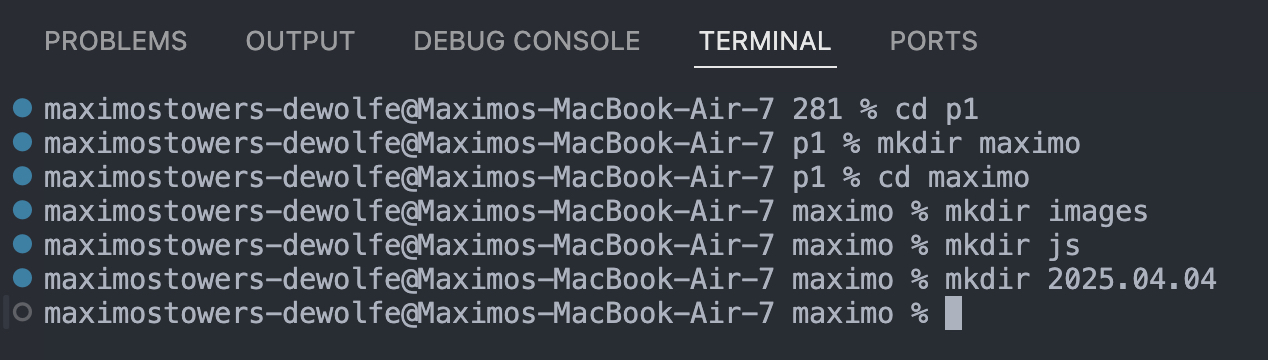 PROBLEMS OUTPUT DEBUG CONSOLE TERMINAL PORTS
maximostowers-dewolfe@Maximos-MacBook-Air-7 281 % cd p1
maximostowers-dewolfe@Maximos-MacBook-Air-7 p1 % mkdir maximo
maximostowers-dewolfe@Maximos-MacBook-Air-7 p1 % cd maximo
maximostowers-dewolfe@Maximos-MacBook-Air-7 maximo % mkdir images
maximostowers-dewolfe@Maximos-MacBook-Air-7 maximo % mkdir js
maximostowers-dewolfe@Maximos-MacBook-Air-7 maximo % mkdir 2025.04.04
maximostowers-dewolfe@Maximos-MacBook-Air-7 maximo %